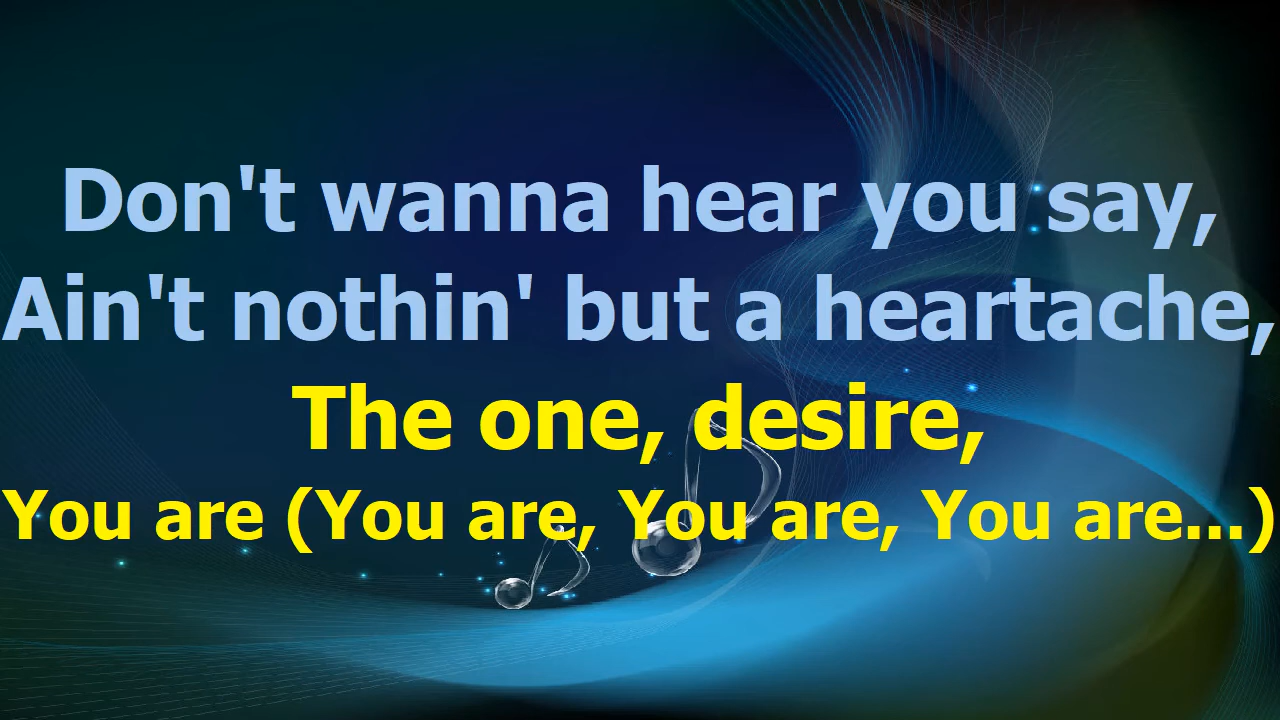 Don't wanna hear you say,
Ain't nothin' but a heartache,
The one, desire,
You are (You are, You are, You are...)